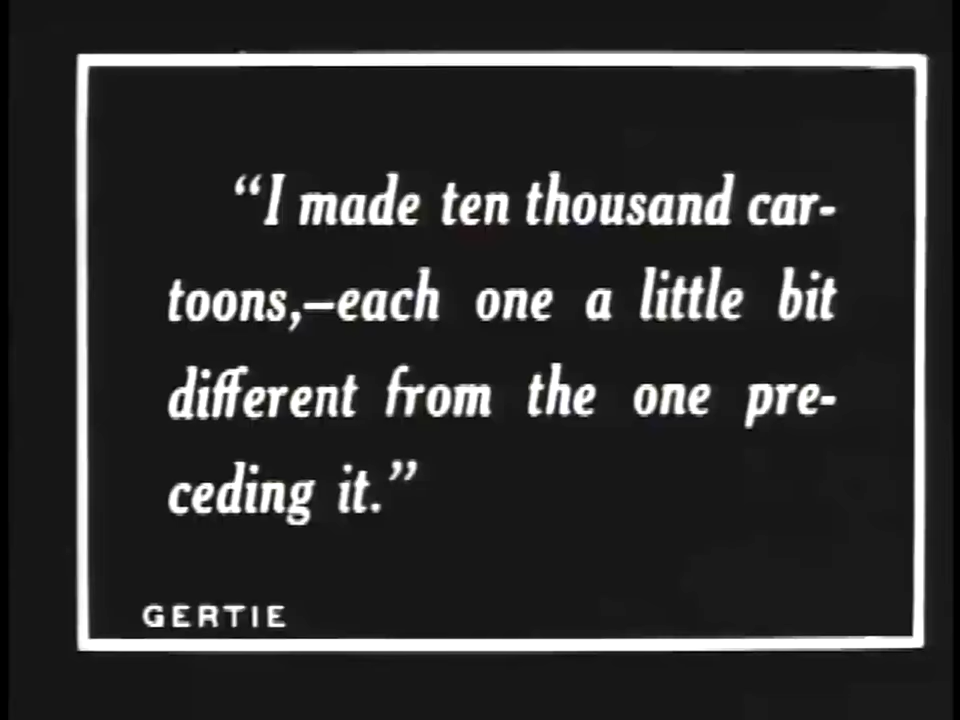 “I made ten thousand car-
toons,–each one a little bit
different from the one pre-
ceding it.”
GERTIE